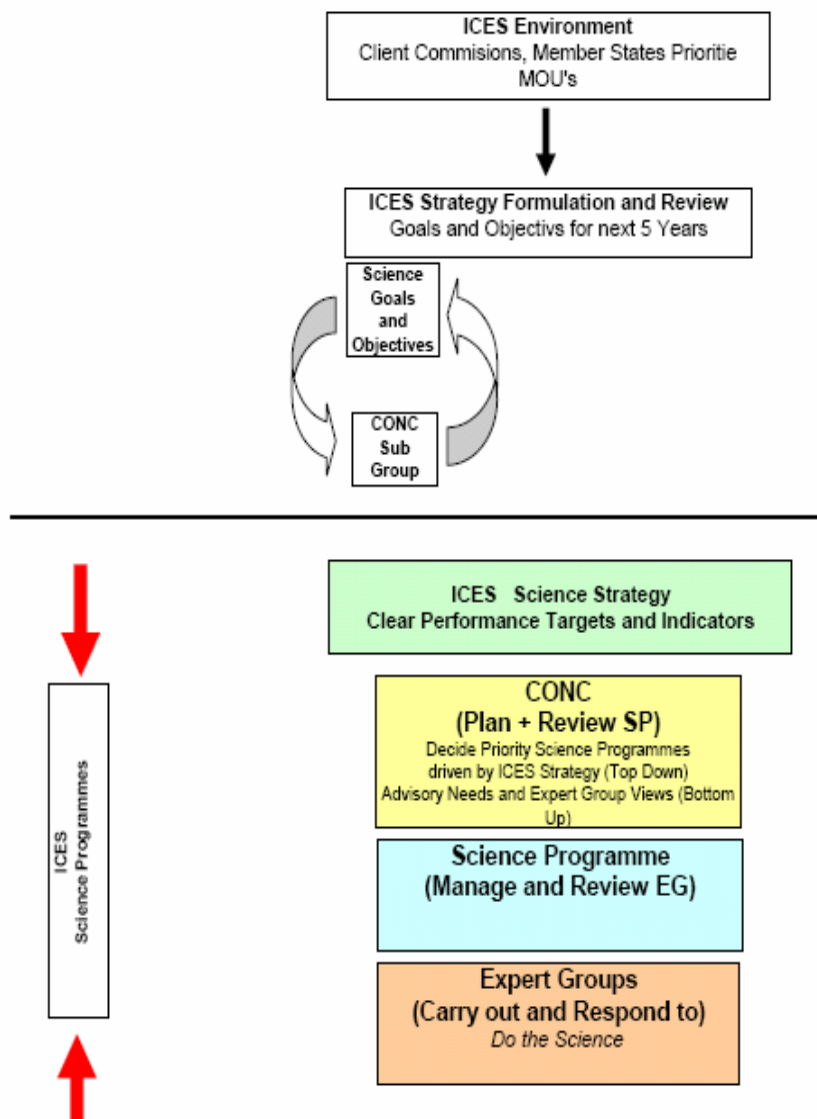 ICES Environment
Client Commisions, Member States Prioritie
MOU's
ICES Strategy Formulation and Review
Goals and Objectivs for next 5 Years
Science
Goals
and
Objectives
CONC
Sub
Group
ICES Science Strategy
Clear Performance Targets and Indicators
CONC
(Plan + Review SP)
Decide Priority Science Programmes
driven by ICES Strategy (Top Down)
Advisory Needs and Expert Group Views (Bottom
Up)
ICES
Science Programmes
Science Programme
(Manage and Review EG)
Expert Groups
(Carry out and Respond to)
Do the Science